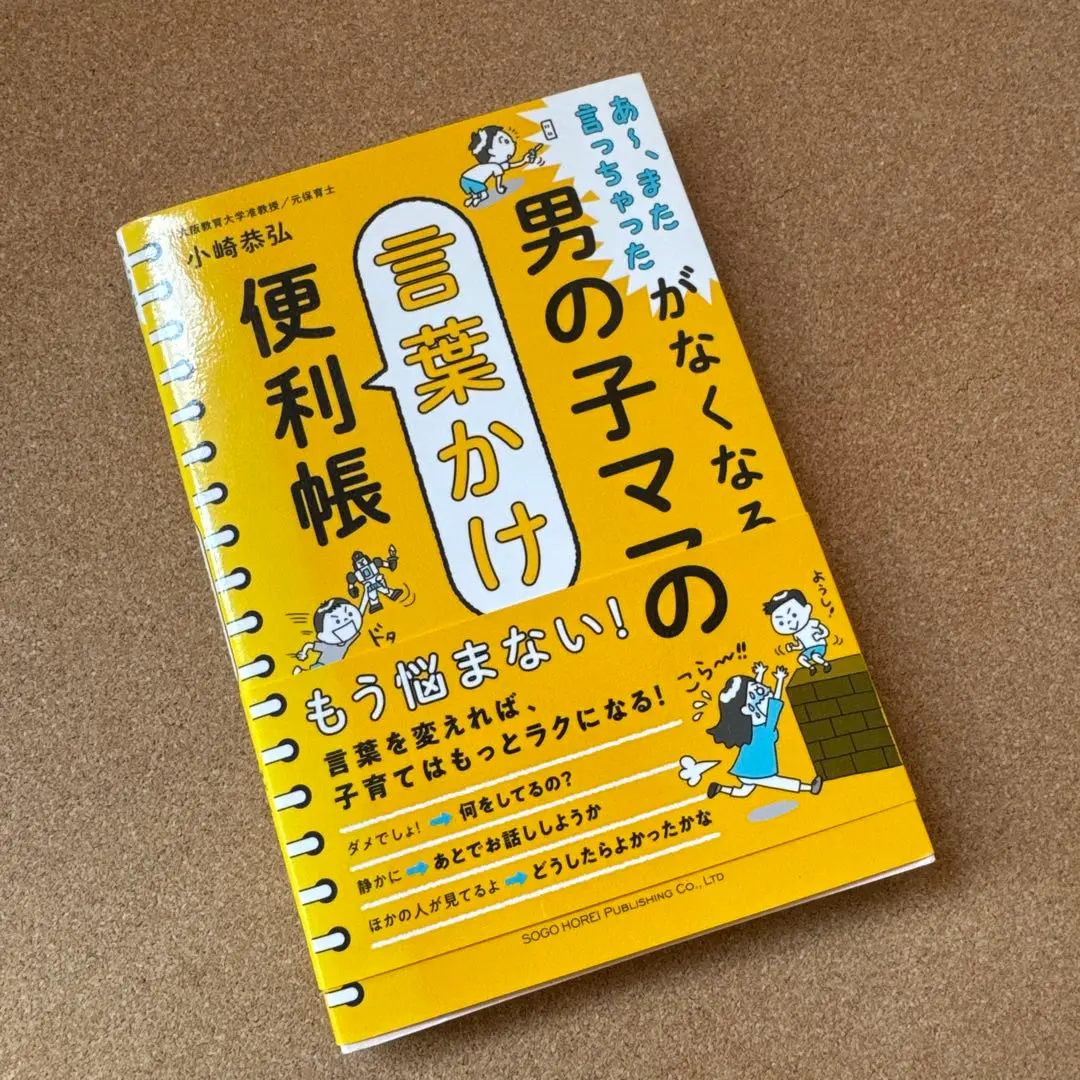 あ〜、また
言っちゃった
がなくなる
男の子ママの
言葉かけ
便利帳
大阪教育大学准教授／元保育士
小崎恭弘
ドタ
もう悩まない！
言葉を変えれば、
子育てはもっとラクになる！
ようし！
こら〜!!
ダメでしょ！➡何をしてるの？
静かに➡あとでお話ししようか
ほかの人が見てるよ➡どうしたらよかったかな
SOGO HOREI PUBLISHING CO., LTD